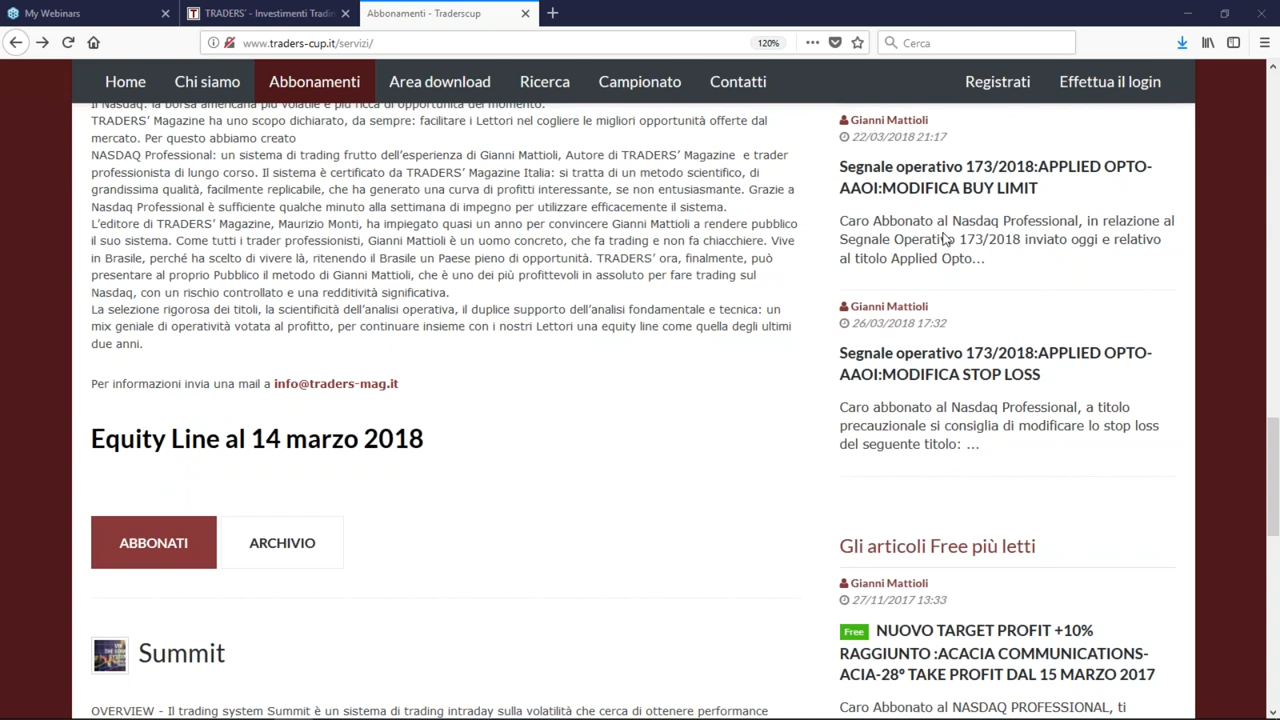 My Webinars
TRADERS' - Investimenti Trading
Abbonamenti - Traderscup
www.traders-cup.it/servizi/
120%
Cerca
Home
Chi siamo
Abbonamenti
Area download
Ricerca
Campionato
Contatti
Registrati
Effettua il login
Il Nasdaq: la borsa americana più volatile e più ricca di opportunità del momento.
TRADERS' Magazine ha uno scopo dichiarato, da sempre: facilitare i Lettori nel cogliere le migliori opportunità offerte dal
mercato. Per questo abbiamo creato
NASDAQ Professional: un sistema di trading frutto dell'esperienza di Gianni Mattioli, Autore di TRADERS' Magazine e trader
professionista di lungo corso. Il sistema è certificato da TRADERS' Magazine Italia: si tratta di un metodo scientifico, di
grandissima qualità, facilmente replicabile, che ha generato una curva di profitti interessante, se non entusiasmante. Grazie a
Nasdaq Professional è sufficiente qualche minuto alla settimana di impegno per utilizzare efficacemente il sistema.
L'editore di TRADERS' Magazine, Maurizio Monti, ha impiegato quasi un anno per convincere Gianni Mattioli a rendere pubblico
il suo sistema. Come tutti i trader professionisti, Gianni Mattioli è un uomo concreto, che fa trading e non fa chiacchiere. Vive
in Brasile, perché ha scelto di vivere là, ritenendo il Brasile un Paese pieno di opportunità. TRADERS' ora, finalmente, può
presentare al proprio Pubblico il metodo di Gianni Mattioli, che è uno dei più profittevoli in assoluto per fare trading sul
Nasdaq, con un rischio controllato e una redditività significativa.
La selezione rigorosa dei titoli, la scientificità dell'analisi operativa, il duplice supporto dell'analisi fondamentale e tecnica: un
mix geniale di operatività votata al profitto, per continuare insieme con i nostri Lettori una equity line come quella degli ultimi
due anni.
Per informazioni invia una mail a info@traders-mag.it
Equity Line al 14 marzo 2018
ABBONATI
ARCHIVIO
Summit
OVERVIEW - Il trading system Summit è un sistema di trading intraday sulla volatilità che cerca di ottenere performance
Gianni Mattioli
22/03/2018 21:17
Segnale operativo 173/2018:APPLIED OPTO-
AAOI:MODIFICA BUY LIMIT
Caro Abbonato al Nasdaq Professional, in relazione al
Segnale Operativo 173/2018 inviato oggi e relativo
al titolo Applied Opto...
Gianni Mattioli
26/03/2018 17:32
Segnale operativo 173/2018:APPLIED OPTO-
AAOI:MODIFICA STOP LOSS
Caro abbonato al Nasdaq Professional, a titolo
precauzionale si consiglia di modificare lo stop loss
del seguente titolo: ...
Gli articoli Free più letti
Gianni Mattioli
27/11/2017 13:33
Free NUOVO TARGET PROFIT +10%
RAGGIUNTO :ACACIA COMMUNICATIONS-
ACIA-28° TAKE PROFIT DAL 15 MARZO 2017
Caro Abbonato al NASDAQ PROFESSIONAL, ti